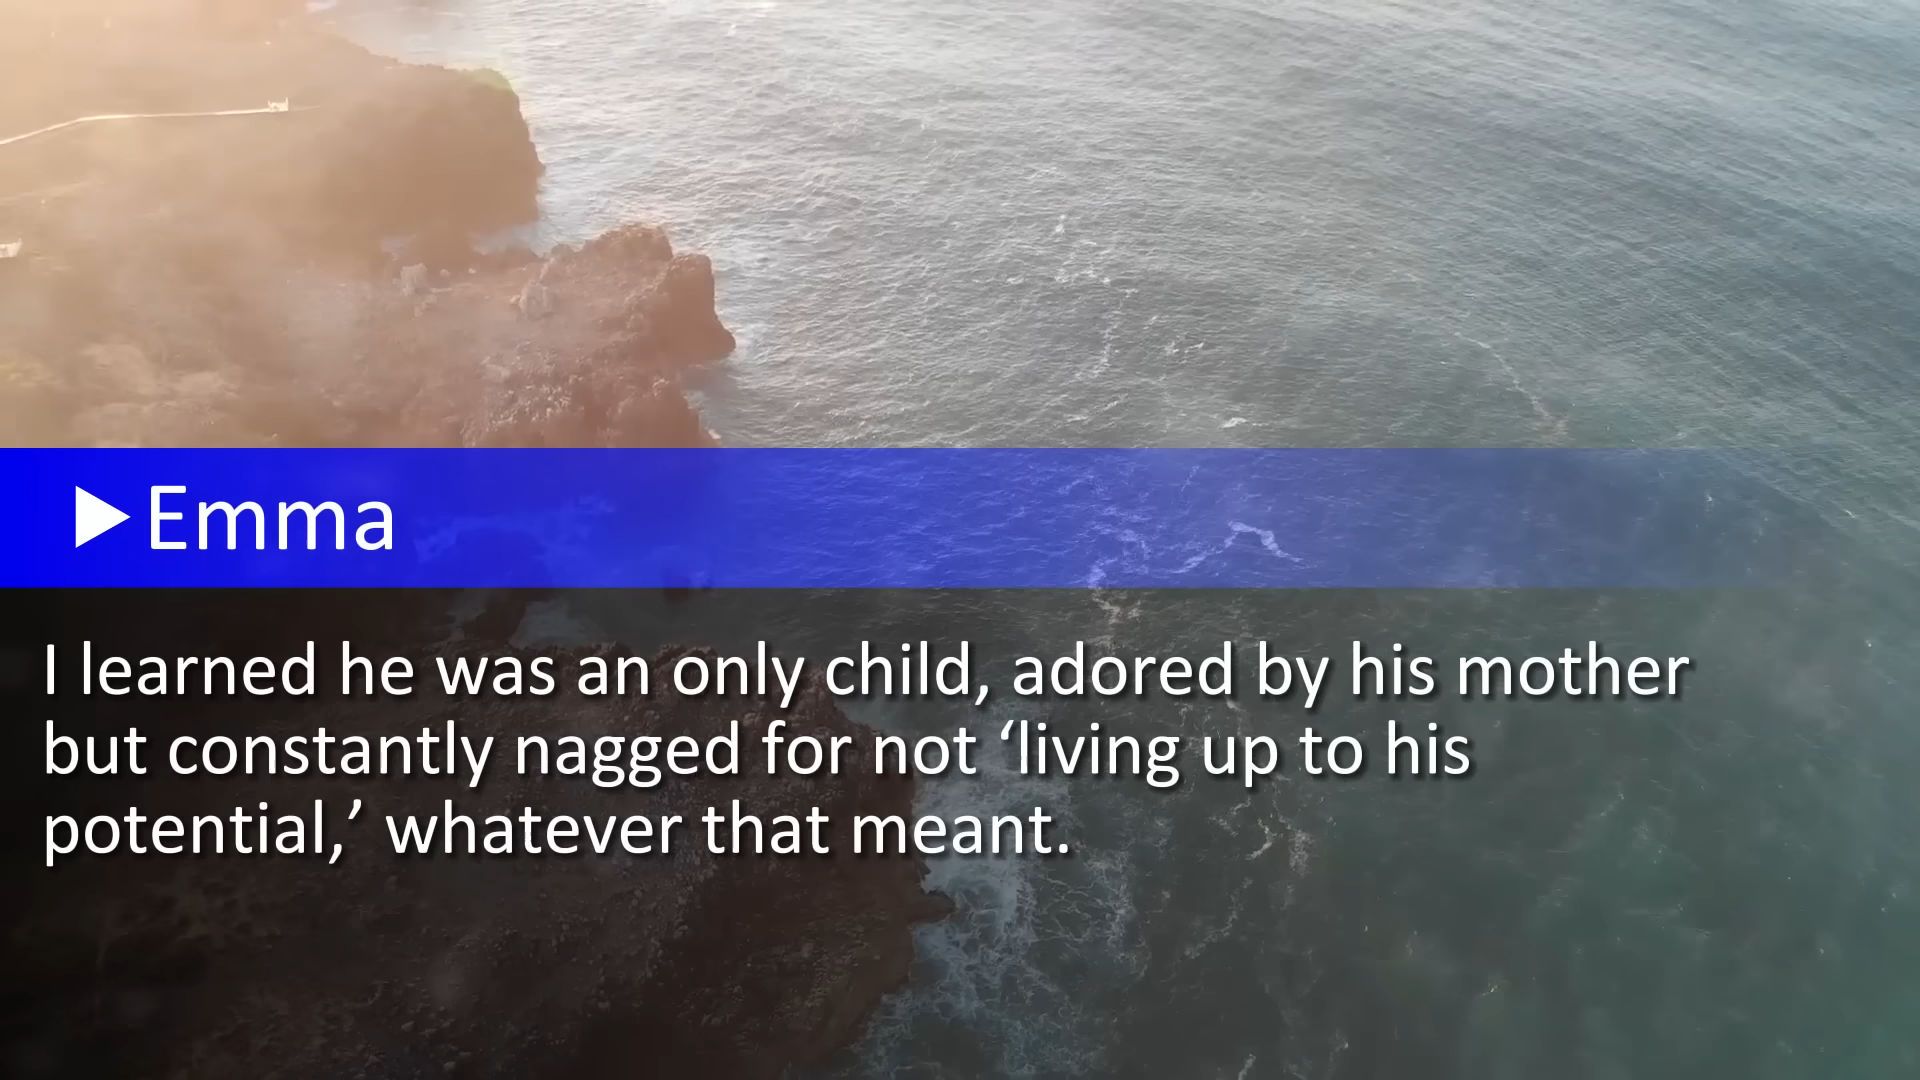 Emma
I learned he was an only child, adored by his mother
but constantly nagged for not ‘living up to his
potential,’ whatever that meant.